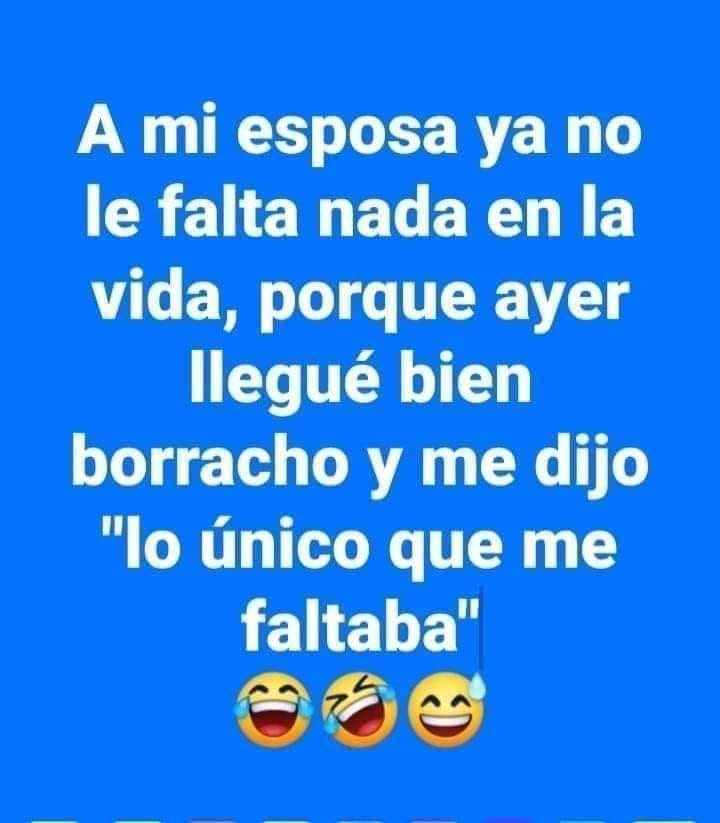 A mi esposa ya no
le falta nada en la
vida, porque ayer
llegué bien
borracho y me dijo
"lo único que me
faltaba"
😂🤣😅